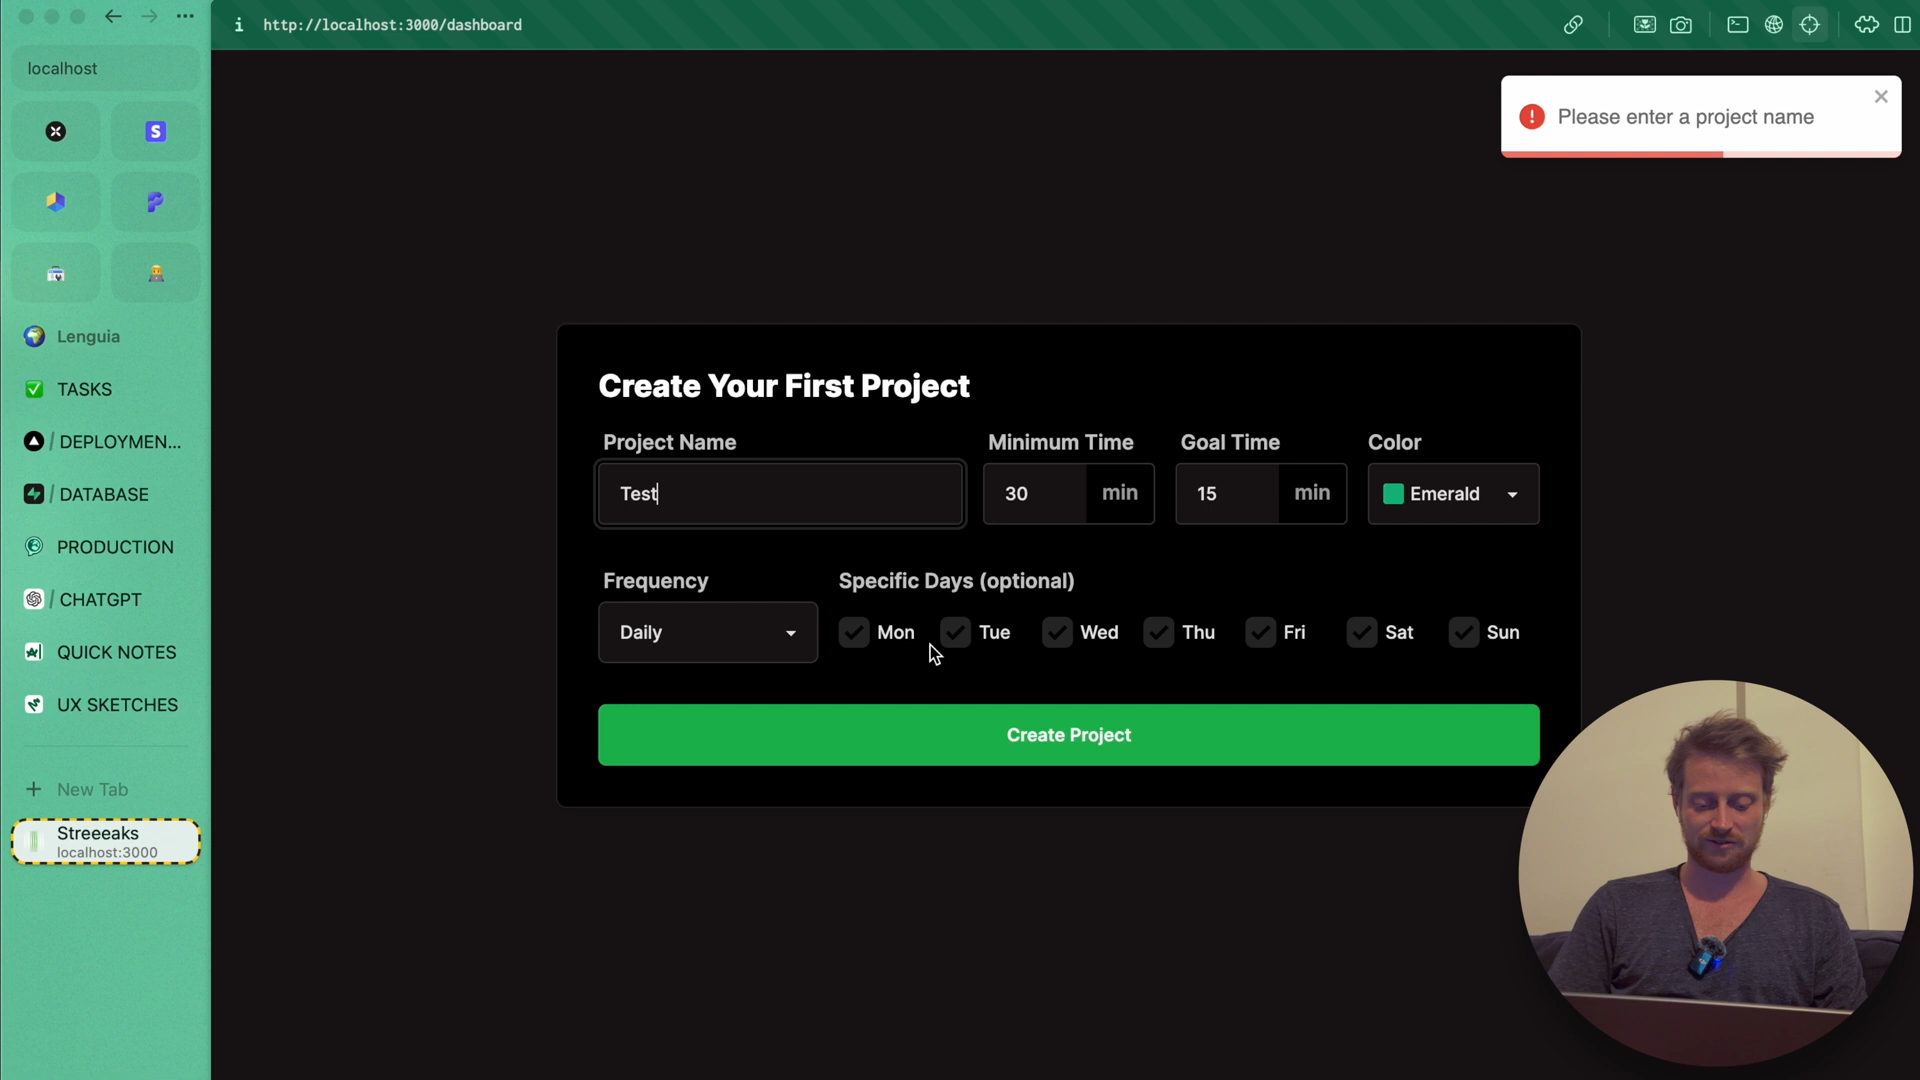 http://localhost:3000/dashboard
localhost
Please enter a project name
Lenguia
TASKS
/ DEPLOYMEN...
/ DATABASE
PRODUCTION
/ CHATGPT
QUICK NOTES
UX SKETCHES
New Tab
Streeeaks
localhost:3000
Create Your First Project
Project Name Minimum Time Goal Time Color
Test 30 min 15 min Emerald
Frequency Specific Days (optional)
Daily Mon Tue Wed Thu Fri Sat Sun
Create Project